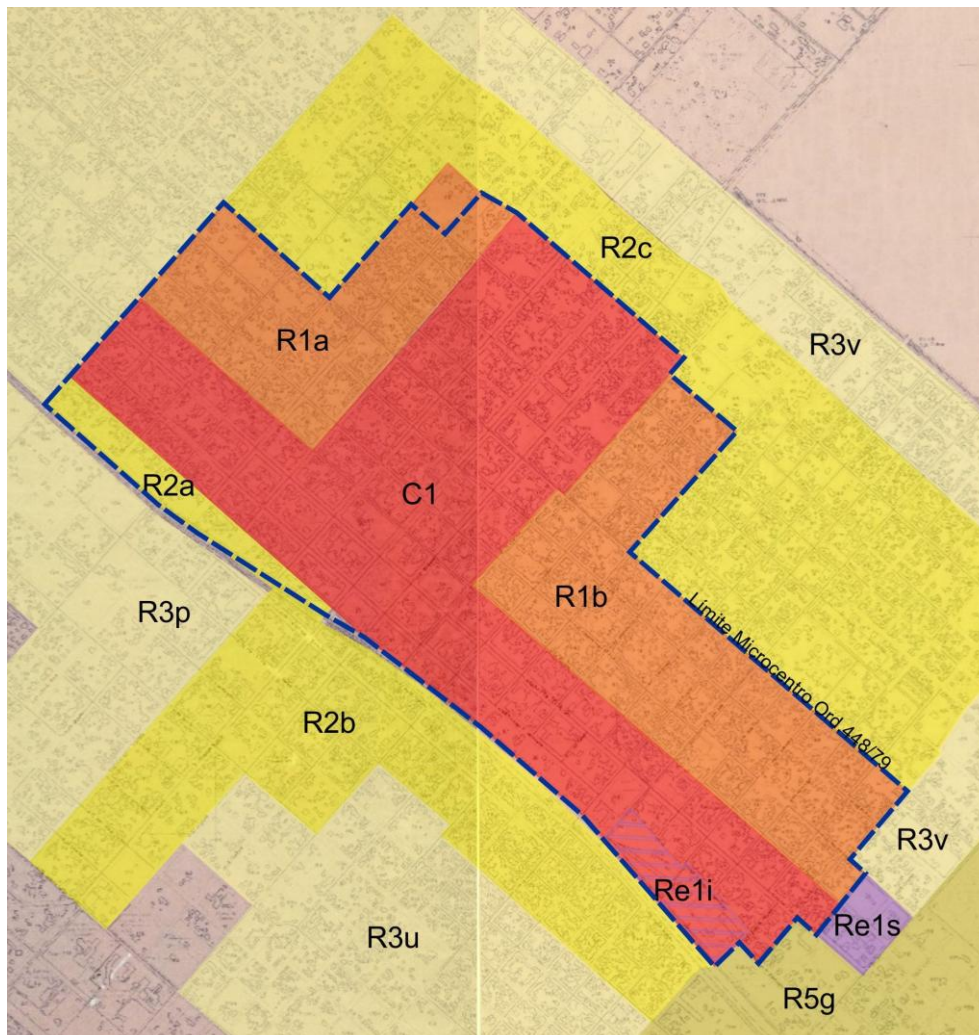 R2c
R1a
R3v
R2a
C1
R3p
R1b
Límite Microcentro Ord 448/79
R2b
R3v
Re1i
Re1s
R3u
R5g